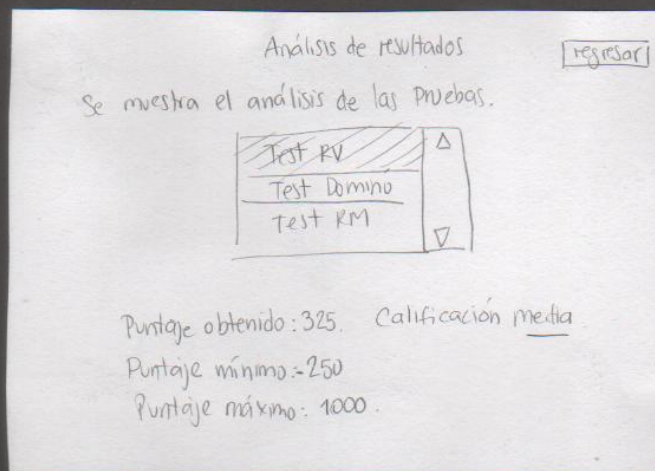 Análisis de resultados
regresar
Se muestra el análisis de las Pruebas.
Test RV
Test Domino
Test RM
Puntaje obtenido: 325. Calificación media
Puntaje mínimo:-250
Puntaje máximo: 1000.